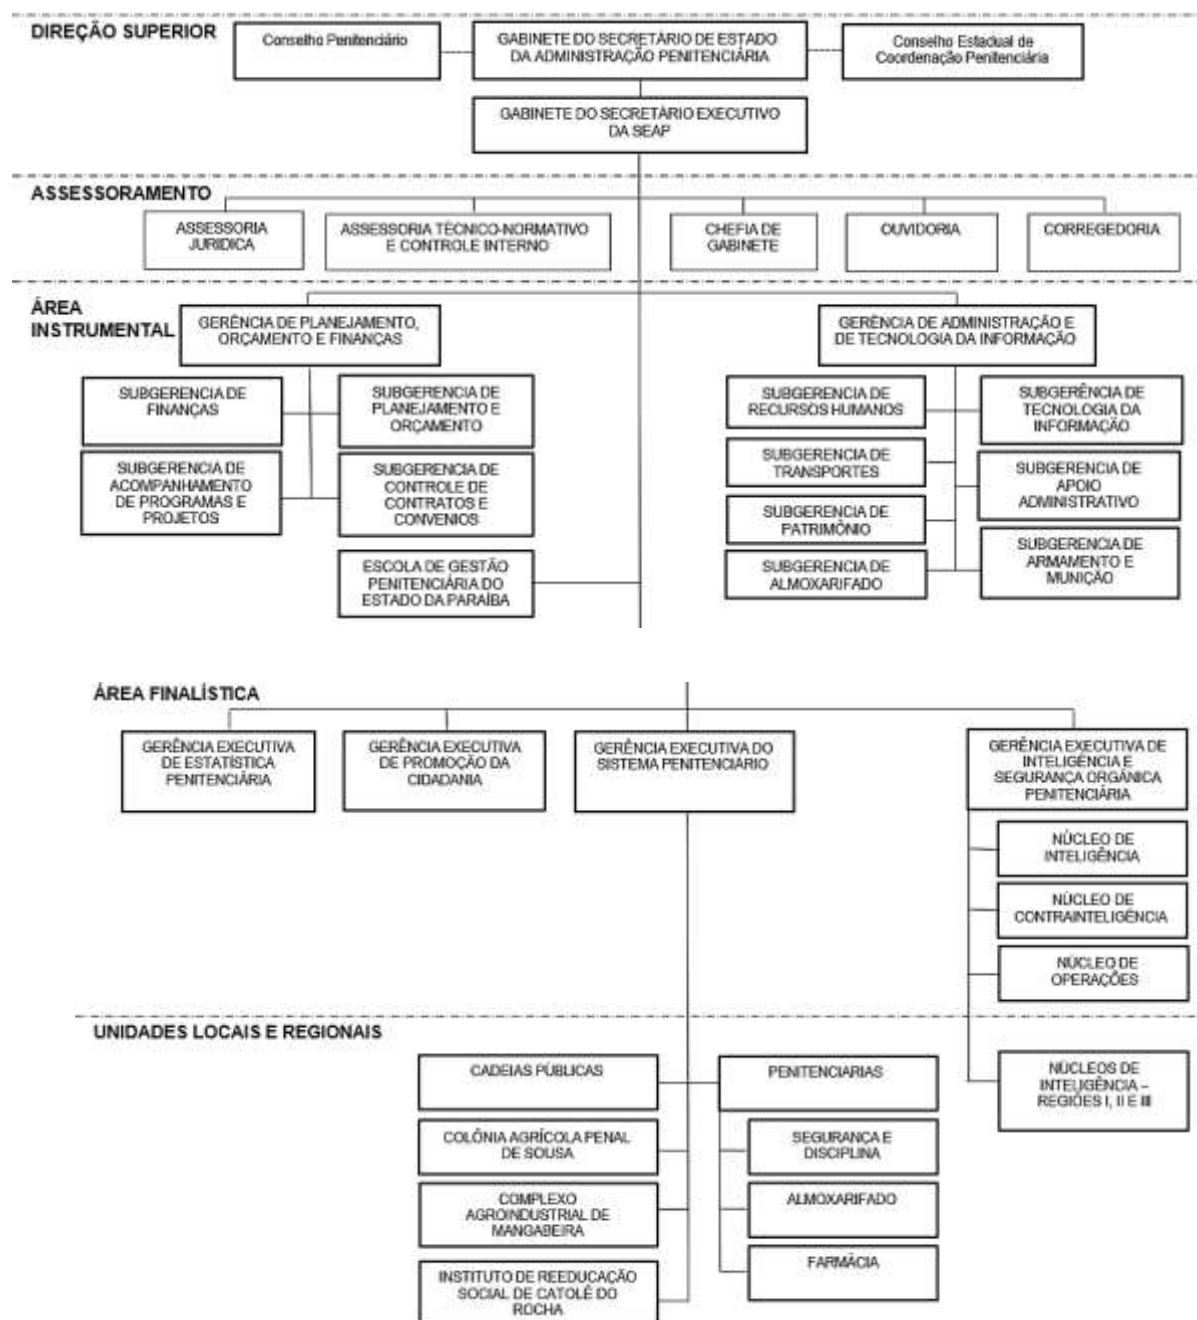 DIREÇÃO SUPERIOR
Conselho Penitenciário
GABINETE DO SECRETÁRIO DE ESTADO
DA ADMINISTRAÇÃO PENITENCIÁRIA
Conselho Estadual de
Coordenação Penitenciária
GABINETE DO SECRETÁRIO EXECUTIVO
DA SEAP
ASSESSORAMENTO
ASSESSORIA
JURIDICA
ASSESSORIA TÉCNICO-NORMATIVO
E CONTROLE INTERNO
CHEFIA DE
GABINETE
OUVIDORIA
CORREGEDORIA
ÁREA
INSTRUMENTAL
GERÊNCIA DE PLANEJAMENTO,
ORÇAMENTO E FINANÇAS
GERÊNCIA DE ADMINISTRAÇÃO E
DE TECNOLOGIA DA INFORMAÇÃO
SUBGERENCIA DE
FINANÇAS
SUBGERENCIA DE
PLANEJAMENTO E
ORÇAMENTO
SUBGERENCIA DE
RECURSOS HUMANOS
SUBGERÊNCIA DE
TECNOLOGIA DA
INFORMAÇÃO
SUBGERENCIA DE
ACOMPANHAMENTO
DE PROGRAMAS E
PROJETOS
SUBGERENCIA DE
CONTROLE DE
CONTRATOS E
CONVENIOS
SUBGERENCIA DE
TRANSPORTES
SUBGERENCIA DE
APOIO
ADMINISTRATIVO
SUBGERENCIA DE
PATRIMÔNIO
SUBGERENCIA DE
ARMAMENTO E
MUNIÇÃO
SUBGERENCIA DE
ALMOXARIFADO
ESCOLA DE GESTÃO
PENITENCIÁRIA DO
ESTADO DA PARAÍBA
ÁREA FINALÍSTICA
GERÊNCIA EXECUTIVA
DE ESTATÍSTICA
PENITENCIÁRIA
GERÊNCIA EXECUTIVA
DE PROMOÇÃO DA
CIDADANIA
GERÊNCIA EXECUTIVA DO
SISTEMA PENITENCIÁRIO
GERÊNCIA EXECUTIVA DE
INTELIGÊNCIA E
SEGURANÇA ORGÂNICA
PENITENCIÁRIA
NÚCLEO DE
INTELIGÊNCIA
NÚCLEO DE
CONTRAINTELIGÊNCIA
NÚCLEO DE
OPERAÇÕES
UNIDADES LOCAIS E REGIONAIS
CADEIAS PÚBLICAS
PENITENCIARIAS
NÚCLEOS DE
INTELIGÊNCIA –
REGIÕES I, II E III
COLÔNIA AGRÍCOLA PENAL
DE SOUSA
SEGURANÇA E
DISCIPLINA
COMPLEXO
AGROINDUSTRIAL DE
MANGABEIRA
ALMOXARIFADO
INSTITUTO DE REEDUCAÇÃO
SOCIAL DE CATOLÊ DO
ROCHA
FARMÁCIA